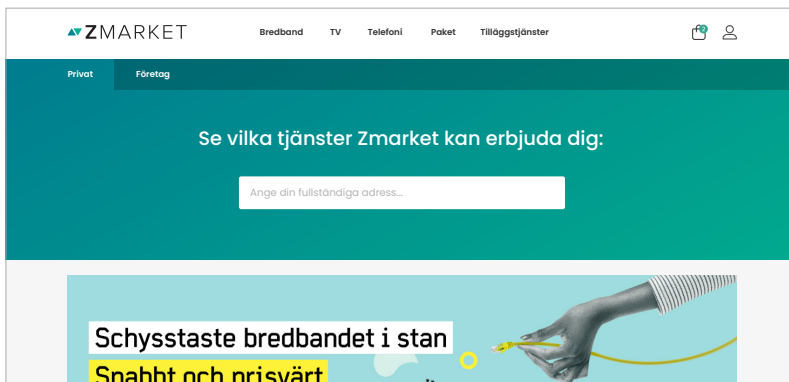 ZMARKET
Bredband TV Telefoni Paket Tilläggstjänster
2
Privat Företag
Se vilka tjänster Zmarket kan erbjuda dig:
Ange din fullständiga adress...
Schysstaste bredbandet i stan
Snabbt och prisvärt